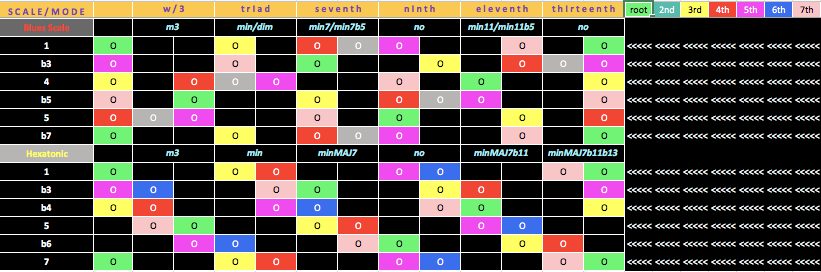 SCALE/MODE w/3 triad seventh ninth eleventh thirteenth root 2nd 3rd 4th 5th 6th 7th
Blues Scale m3 min/dim min7/min7b5 no min11/min11b5 no
1 O O O O O O O <<<<< <<<<< <<<<< <<<<< <<<<< <<<<< <<<<<
b3 O O O O O O O <<<<< <<<<< <<<<< <<<<< <<<<< <<<<< <<<<<
4 O O O O O O O <<<<< <<<<< <<<<< <<<<< <<<<< <<<<< <<<<<
b5 O O O O O O O <<<<< <<<<< <<<<< <<<<< <<<<< <<<<< <<<<<
5 O O O O O O O <<<<< <<<<< <<<<< <<<<< <<<<< <<<<< <<<<<
b7 O O O O O O O <<<<< <<<<< <<<<< <<<<< <<<<< <<<<< <<<<<
Hexatonic m3 min minMAJ7 no minMAJ7b11 minMAJ7b11b13
1 O O O O O O O <<<<< <<<<< <<<<< <<<<< <<<<< <<<<< <<<<<
b3 O O O O O O O <<<<< <<<<< <<<<< <<<<< <<<<< <<<<< <<<<<
b4 O O O O O O O <<<<< <<<<< <<<<< <<<<< <<<<< <<<<< <<<<<
5 O O O O O O <<<<< <<<<< <<<<< <<<<< <<<<< <<<<< <<<<<
b6 O O O O O O <<<<< <<<<< <<<<< <<<<< <<<<< <<<<< <<<<<
7 O O O O O O O <<<<< <<<<< <<<<< <<<<< <<<<< <<<<< <<<<<